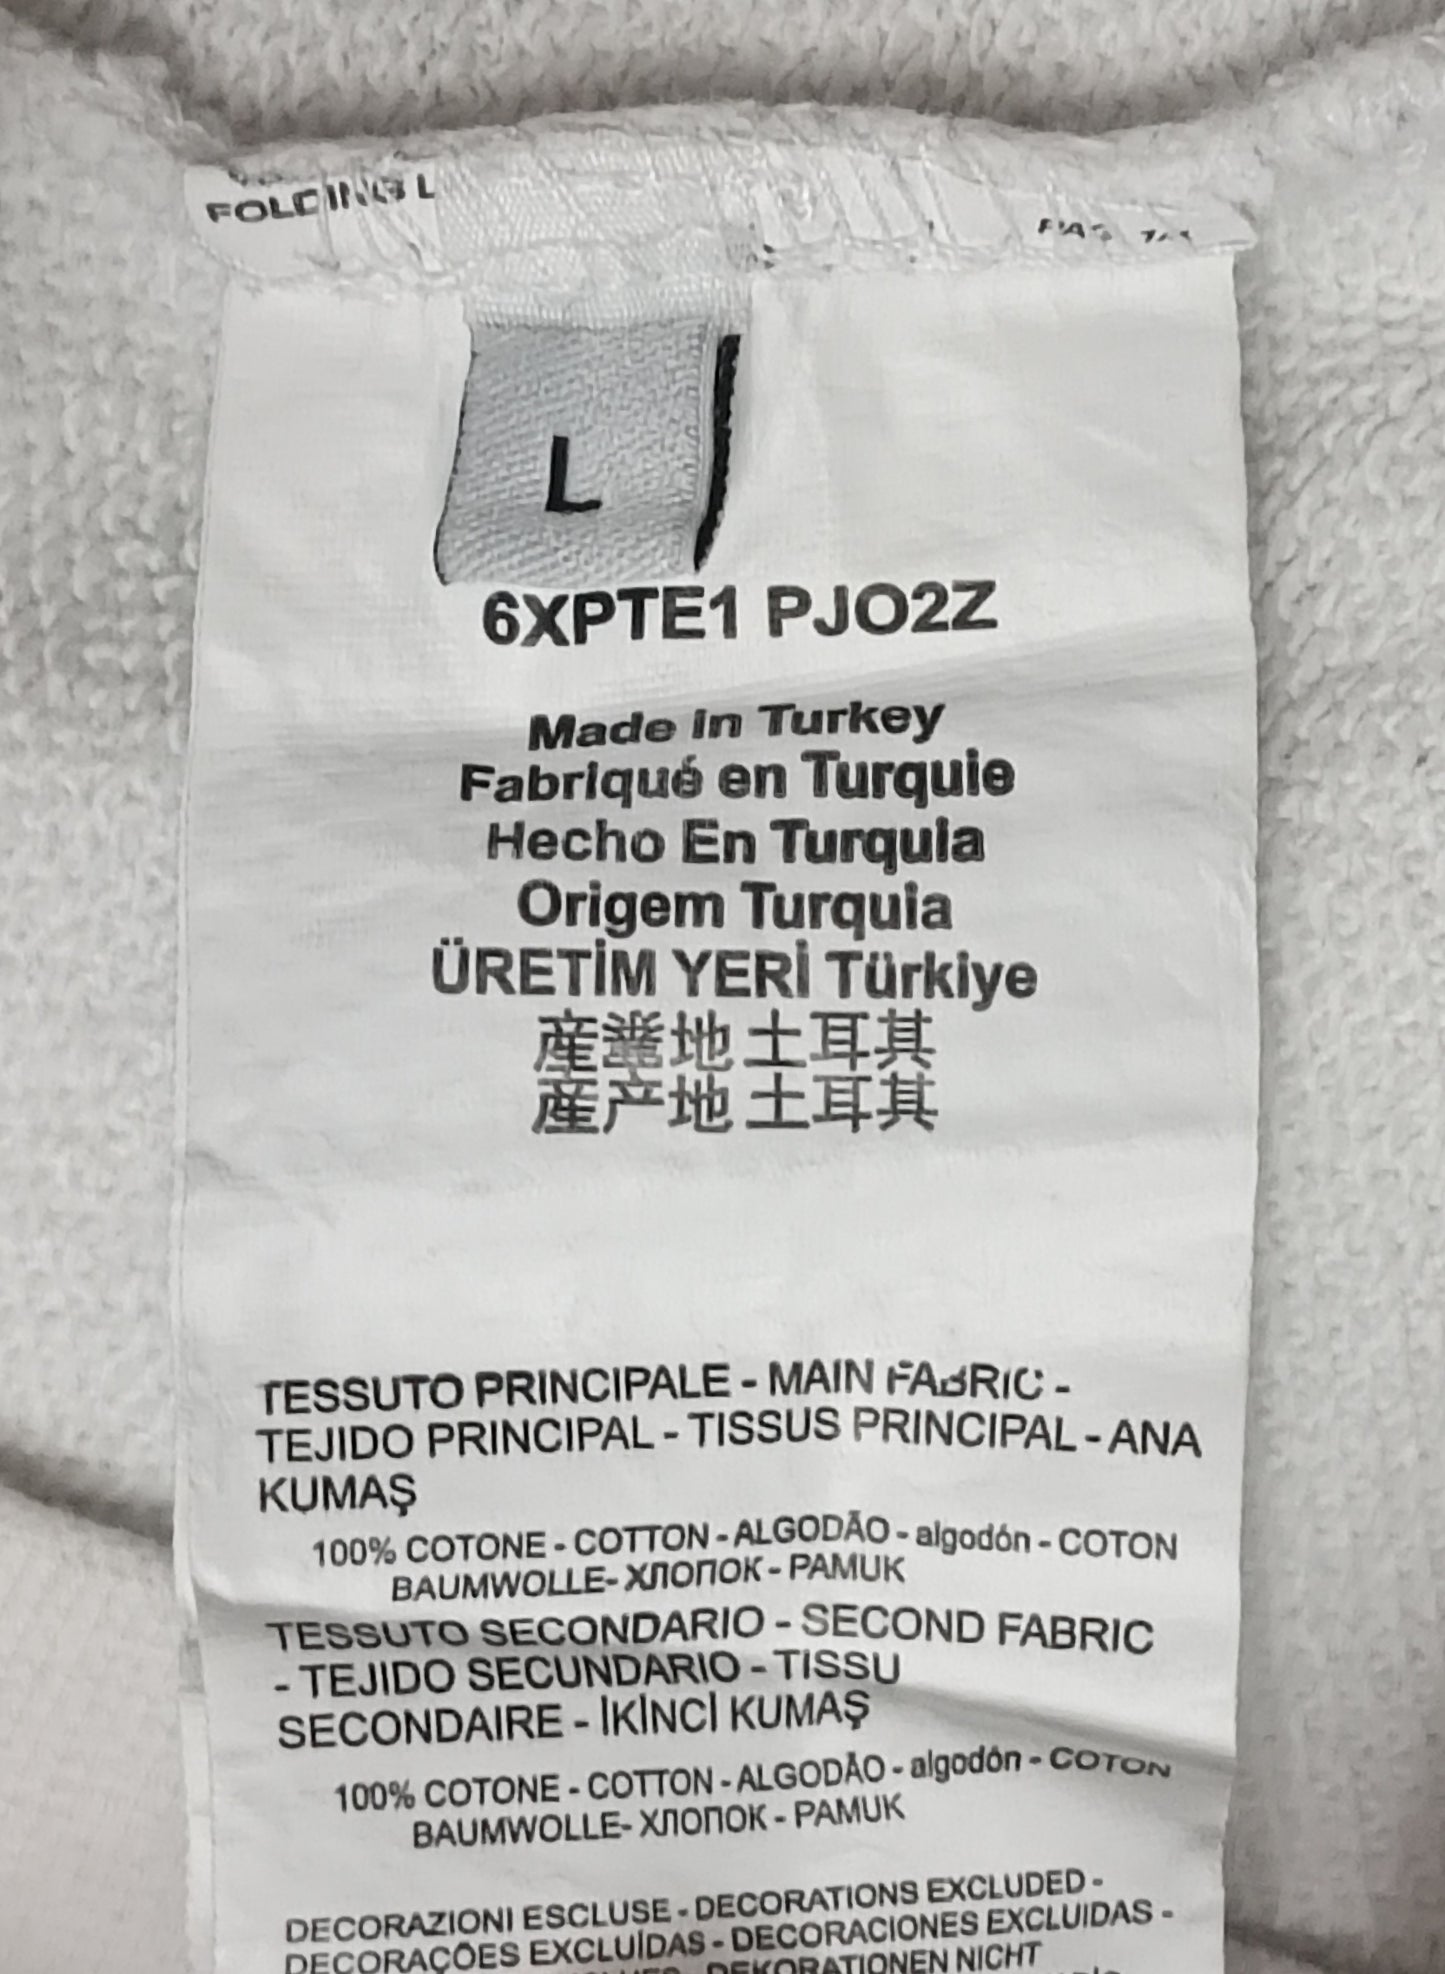 FOLDING L
L
6XPTE1 PJO2Z
Made in Turkey
Fabriqué en Turquie
Hecho En Turquia
Origem Turquia
ÜRETİM YERİ Türkiye
地 土耳其
産产地 土耳其
TESSUTO PRINCIPALE - MAIN FABRIC -
TEJIDO PRINCIPAL - TISSUS PRINCIPAL - ANA
KUMAŞ
100% COTONE - COTTON - ALGODÃO - algodón - COTON
BAUMWOLLE- ХЛОПОК - PAMUK
TESSUTO SECONDARIO - SECOND FABRIC
- TEJIDO SECUNDARIO - TISSU
SECONDAIRE - İKİNCİ KUMAŞ
100% COTONE - COTTON - ALGODÃO - algodón - COTON
BAUMWOLLE- ХЛОПОК - PAMUK
DECORAZIONI ESCLUSE - DECORATIONS EXCLUDED -
DECORAÇÕES EXCLUÍDAS - DECORACIONES EXCLUIDAS -
DEKORATIONEN NICHT